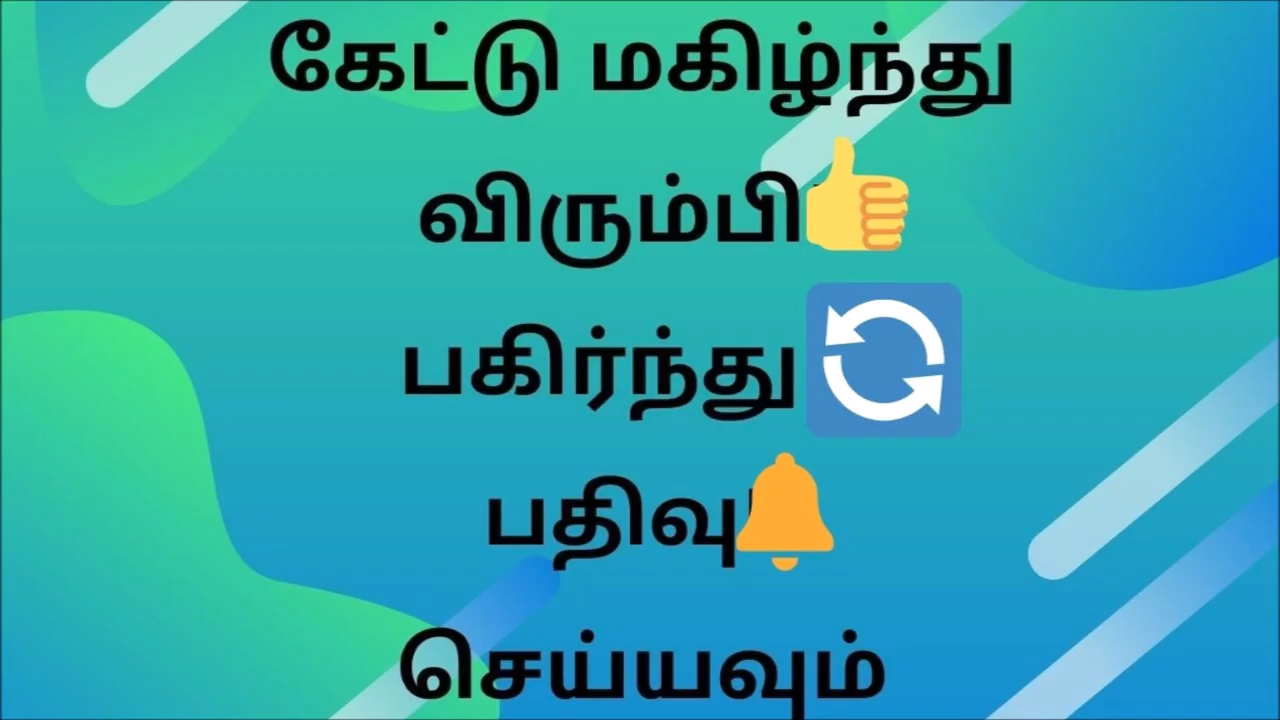 கேட்டு மகிழ்ந்து
விரும்பி
பகிர்ந்து
பதிவு
செய்யவும்